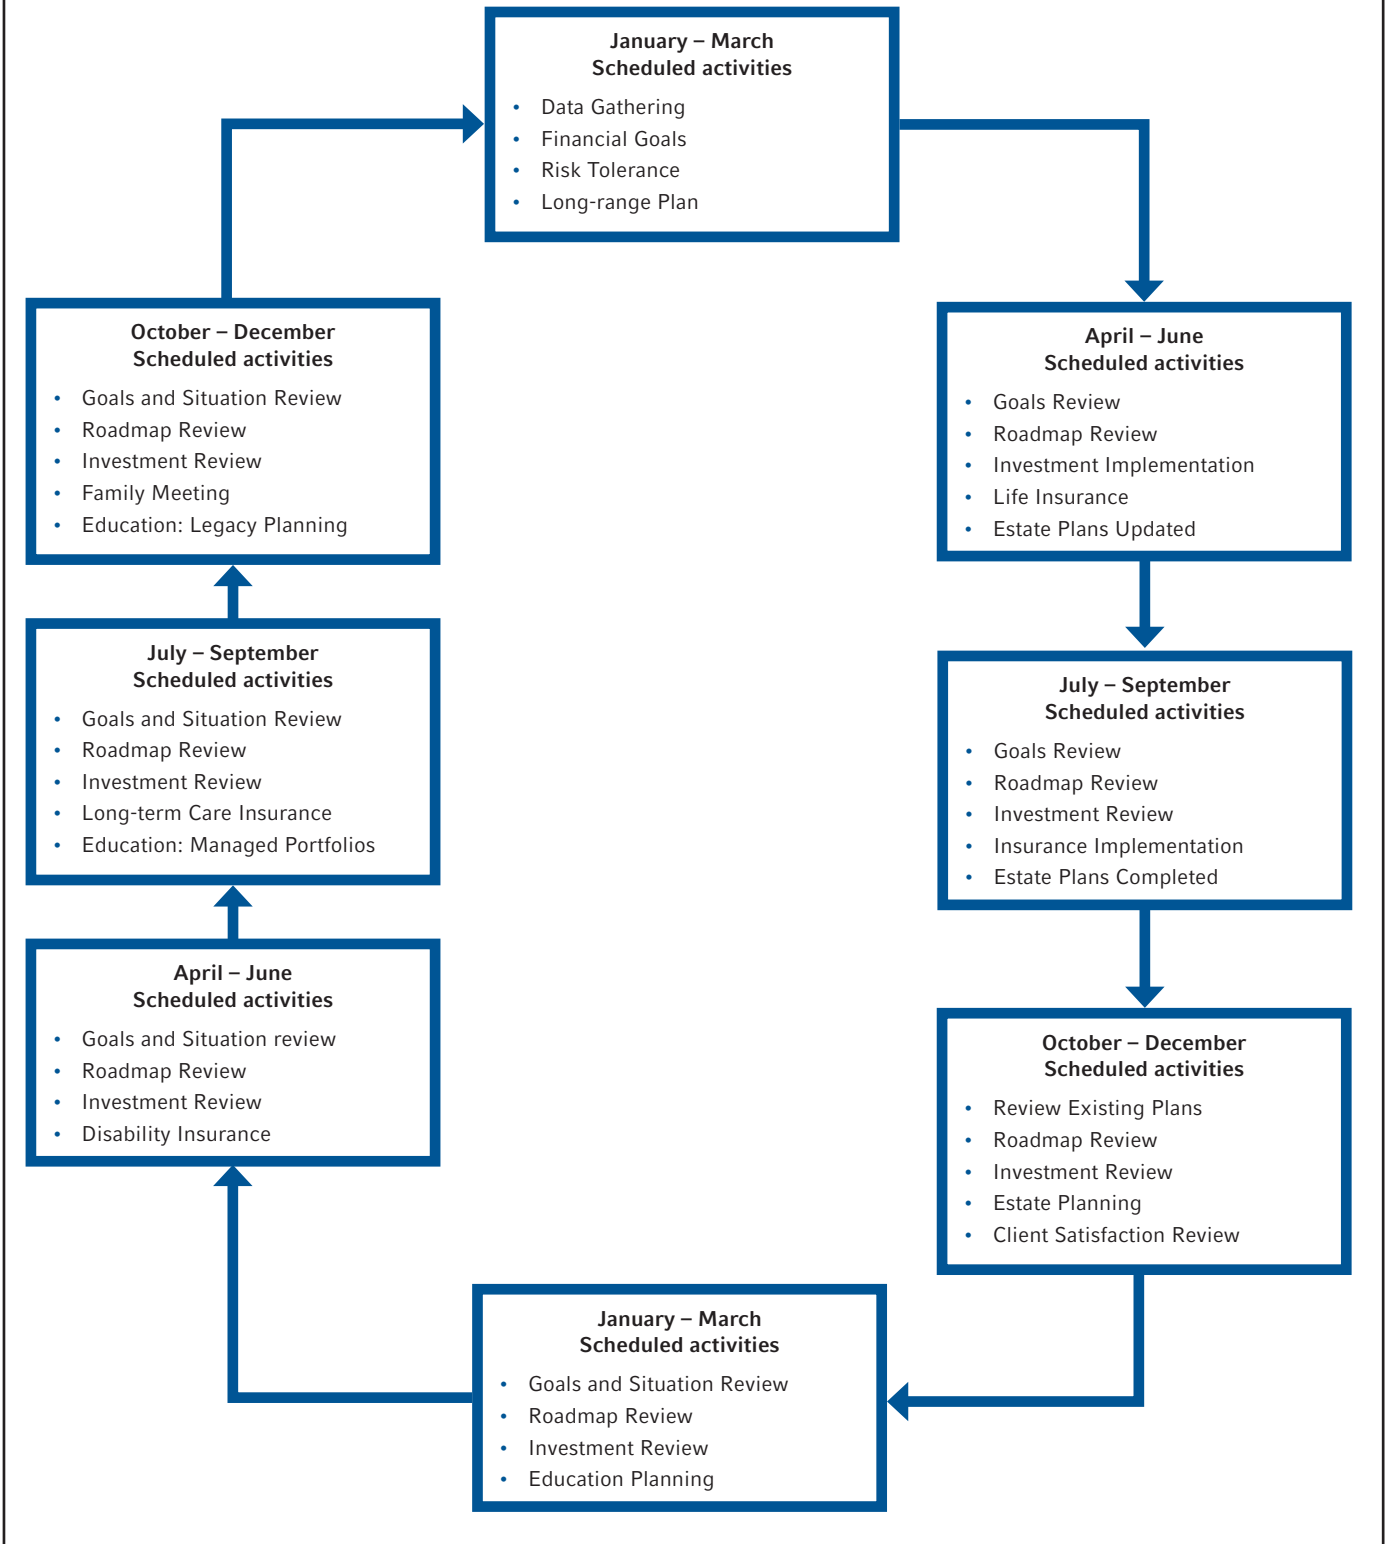 January – March
Scheduled activities
• Data Gathering
• Financial Goals
• Risk Tolerance
• Long-range Plan
April – June
Scheduled activities
• Goals Review
• Roadmap Review
• Investment Implementation
• Life Insurance
• Estate Plans Updated
July – September
Scheduled activities
• Goals Review
• Roadmap Review
• Investment Review
• Insurance Implementation
• Estate Plans Completed
October – December
Scheduled activities
• Review Existing Plans
• Roadmap Review
• Investment Review
• Estate Planning
• Client Satisfaction Review
January – March
Scheduled activities
• Goals and Situation Review
• Roadmap Review
• Investment Review
• Education Planning
April – June
Scheduled activities
• Goals and Situation review
• Roadmap Review
• Investment Review
• Disability Insurance
July – September
Scheduled activities
• Goals and Situation Review
• Roadmap Review
• Investment Review
• Long-term Care Insurance
• Education: Managed Portfolios
October – December
Scheduled activities
• Goals and Situation Review
• Roadmap Review
• Investment Review
• Family Meeting
• Education: Legacy Planning